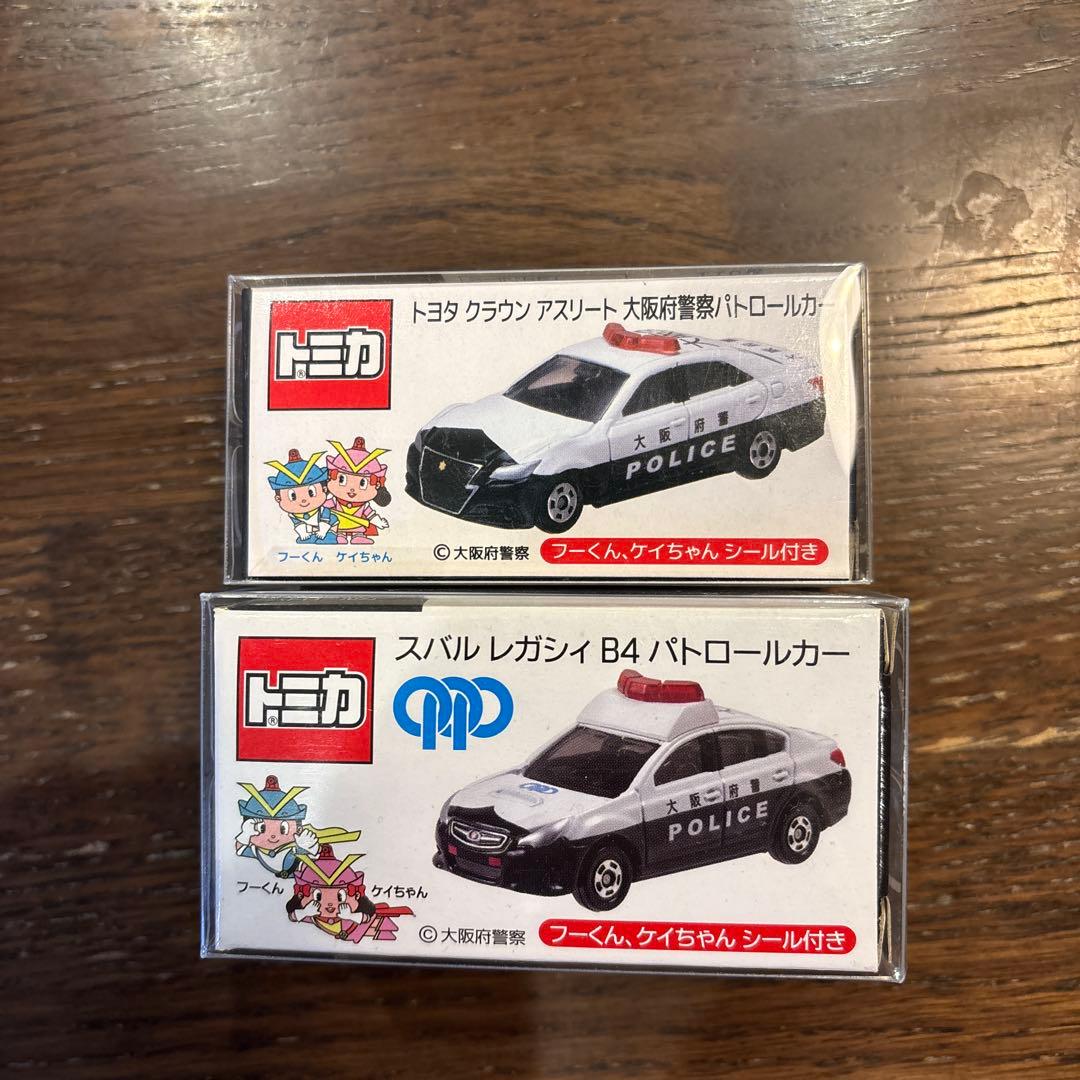 トヨタ クラウン アスリート 大阪府警察パトロールカー
トミカ®
大阪府警
POLICE
フーくん ケイちゃん
©大阪府警察
フーくん、ケイちゃん シール付き
スバル レガシィ B4 パトロールカー
トミカ®
OPP
大阪府警
POLICE
フーくん
ケイちゃん
©大阪府警察
フーくん、ケイちゃん シール付き